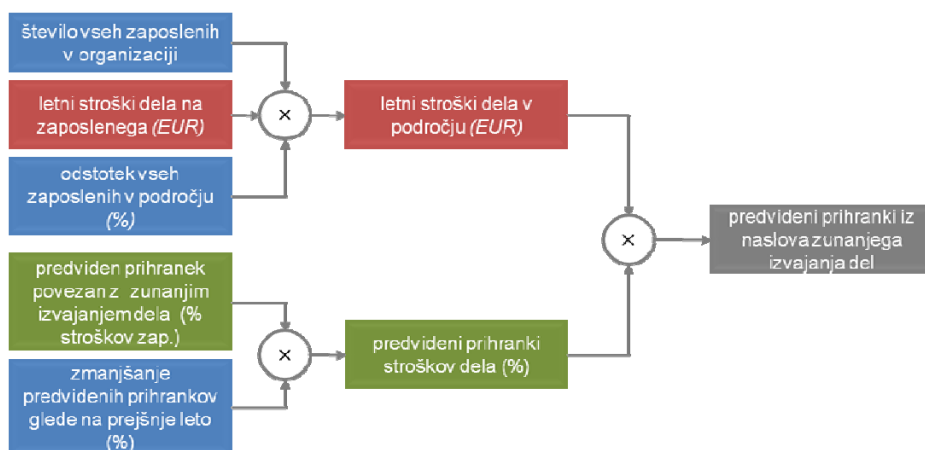 število vseh zaposlenih
v organizaciji
letni stroški dela na
zaposlenega (EUR)
×
letni stroški dela v
področju (EUR)
odstotek vseh
zaposlenih v področju
(%)
×
predvideni prihranki iz
naslova zunanjega
izvajanja del
predviden prihranek
povezan z zunanjim
izvajanjem dela (%
stroškov zap.)
×
predvideni prihranki
stroškov dela (%)
zmanjšanje
predvidenih prihrankov
glede na prejšnje leto
(%)